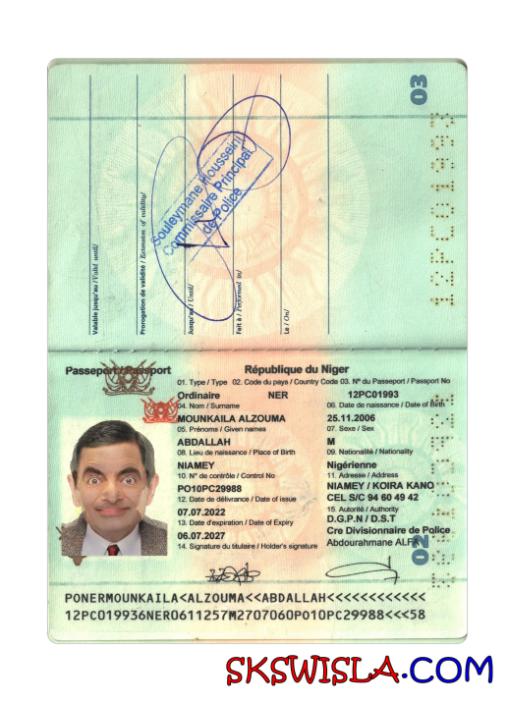 03
12PC01993
Valable jusqu'au / Valid until/
Prorogation de validité / Extension of validity/
Jusqu'au / Until/
Fait à / Performed in/
Le / On/
Souleymane Housseini
Commissaire Principal
de Police
Passeport/Passport
République du Niger
01. Type / Type 02. Code du pays / Country Code 03. N° du Passeport / Passport No
Ordinaire NER 12PC01993
04. Nom / Surname 06. Date de naissance / Date of Birth
MOUNKAILA ALZOUMA 25.11.2006
05. Prénoms / Given names 07. Sexe / Sex
ABDALLAH M
08. Lieu de naissance / Place of Birth 09. Nationalité / Nationality
NIAMEY Nigérienne
10. N° de contrôle / Control No 11. Adresse / Address
PO10PC29988 NIAMEY / KOIRA KANO
12. Date de délivrance / Date of issue CEL S/C 94 60 49 42
07.07.2022 15. Autorité / Authority
13. Date d'expiration / Date of Expiry D.G.P.N / D.S.T
06.07.2027 Cre Divisionnaire de Police
14. Signature du titulaire / Holder's signature Abdourahmane ALFA
02
PONERMOUNKAILA<ALZOUMA<<ABDALLAH<<<<<<<<<<<<
12PC019936NER0611257M2707060PO10PC29988<<<58
SKSWISLA.COM